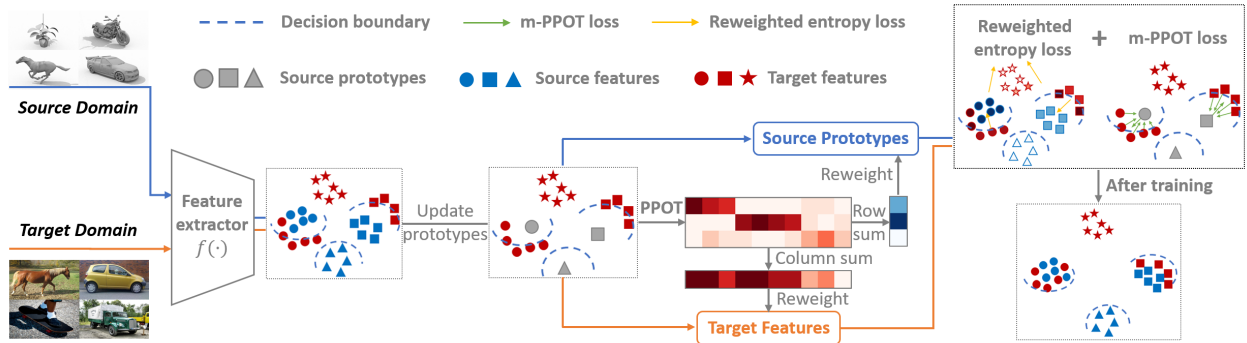 Decision boundary
m-PPOT loss
Reweighted entropy loss
Source prototypes
Source features
Target features
Source Domain
Target Domain
Feature
extractor
f(·)
Update
prototypes
PPOT
Row
sum
Column sum
Reweight
Reweight
Source Prototypes
Target Features
Reweighted
entropy loss
+
m-PPOT loss
After training